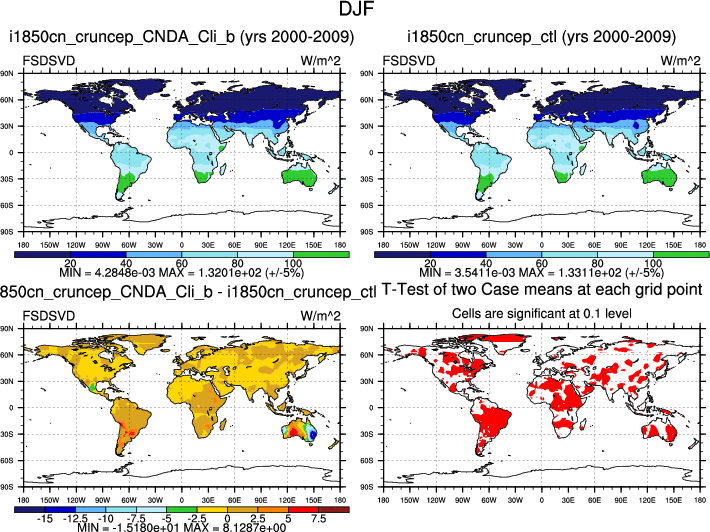 DJF
i1850cn_cruncep_CNDA_Cli_b (yrs 2000-2009)
FSDSVD W/m^2
90N
60N
30N
0
30S
60S
90S
180 150W 120W 90W 60W 30W 0 30E 60E 90E 120E 150E 180
20 40 60 80 100
MIN = 4.2848e-03 MAX = 1.3201e+02 (+/-5%)
i1850cn_cruncep_ctl (yrs 2000-2009)
FSDSVD W/m^2
90N
60N
30N
0
30S
60S
90S
180 150W 120W 90W 60W 30W 0 30E 60E 90E 120E 150E 180
20 40 60 80 100
MIN = 3.5411e-03 MAX = 1.3311e+02 (+/-5%)
850cn_cruncep_CNDA_Cli_b - i1850cn_cruncep_ctl
FSDSVD W/m^2
90N
60N
30N
0
30S
60S
90S
180 150W 120W 90W 60W 30W 0 30E 60E 90E 120E 150E 180
-15 -12.5 -10 -7.5 -5 -2.5 0 2.5 5 7.5
MIN = -1.5180e+01 MAX = 8.1287e+00
T-Test of two Case means at each grid point
Cells are significant at 0.1 level
90N
60N
30N
0
30S
60S
90S
180 150W 120W 90W 60W 30W 0 30E 60E 90E 120E 150E 180